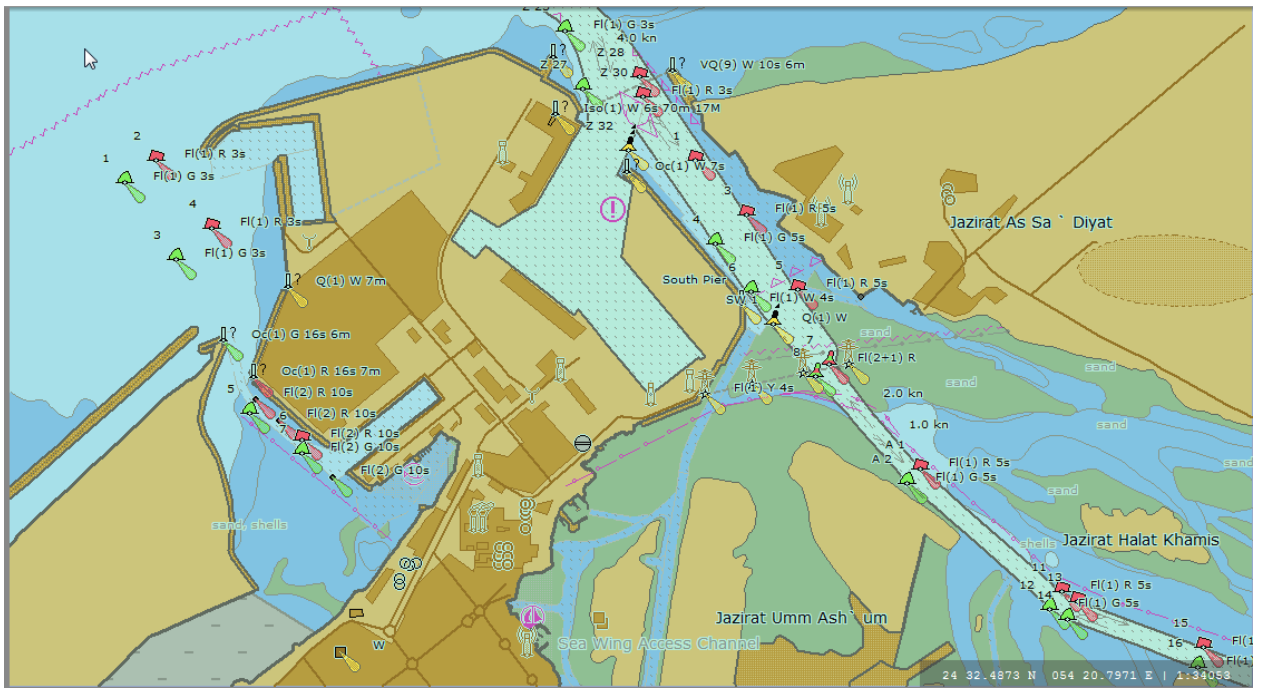 Z 25
Fl(1) G 3s
4.0 kn
Z 28
Z 27
?
Z 30
?
VQ(9) W 10s 6m
Fl(1) R 3s
?
Iso(1) W 6s 70m 17M
Z 32
1
2
1
Fl(1) R 3s
Fl(1) G 3s
?
Oc(1) W 7s
3
4
Fl(1) R 3s
3
Fl(1) G 3s
4
Fl(1) R 5s
Fl(1) G 5s
Jazirat As Sa ` Diyat
6
5
?
Q(1) W 7m
South Pier
SW 1
Fl(1) R 5s
Fl(1) W 4s
Q(1) W
?
Oc(1) G 16s 6m
sand
7
8
Fl(2+1) R
?
Oc(1) R 16s 7m
5
Fl(2) R 10s
Fl(1) Y 4s
2.0 kn
sand
sand
6
7
Fl(2) R 10s
Fl(2) R 10s
Fl(2) G 10s
Fl(2) G 10s
1.0 kn
sand
A 1
A 2
Fl(1) R 5s
Fl(1) G 5s
sand
sand
sand, shells
shells
Jazirat Halat Khamis
11
12
13
14
Fl(1) R 5s
Fl(1) G 5s
Jazirat Umm Ash` um
15
16
W
Sea Wing Access Channel
24 32.4873 N 054 20.7971 E | 1:34053